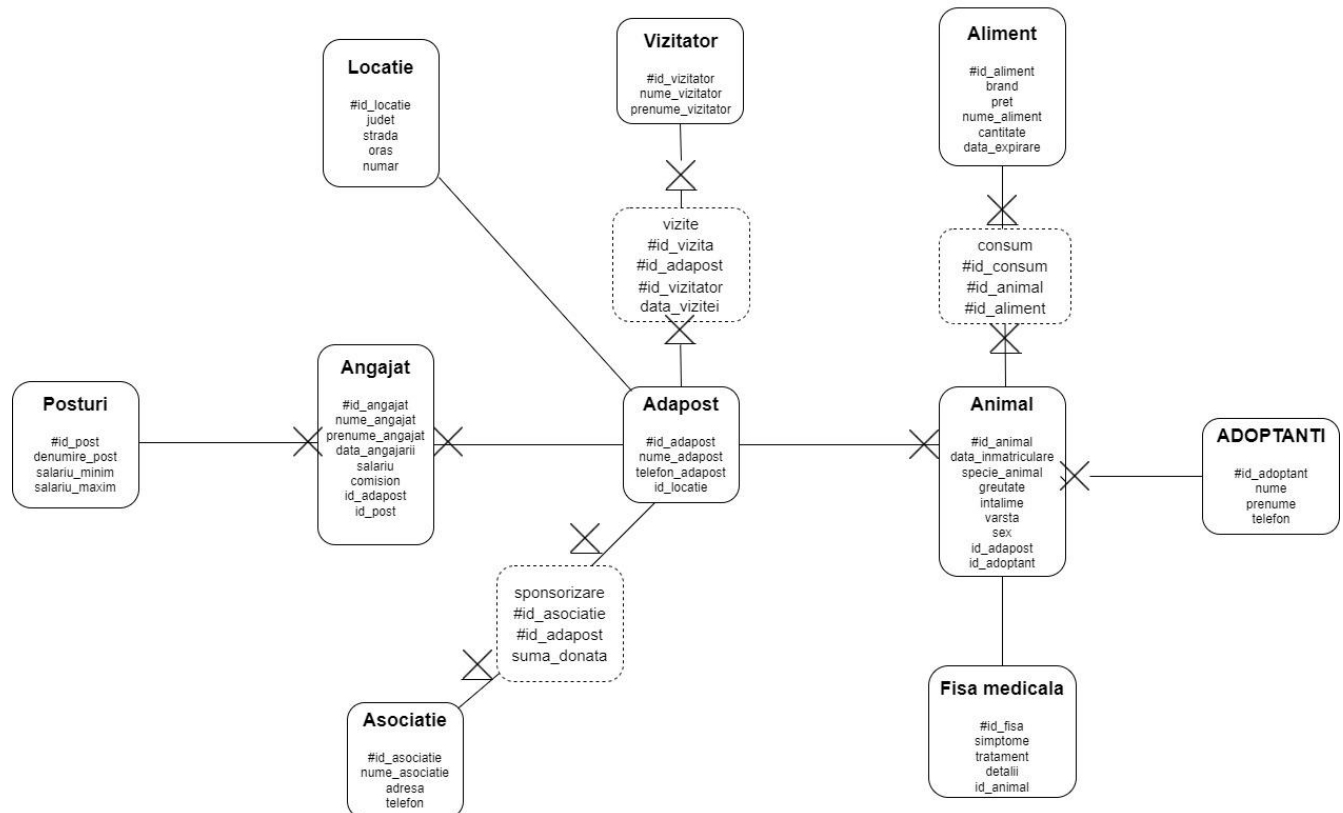 Locatie
#id_locatie
judet
strada
oras
numar
Vizitator
#id_vizitator
nume_vizitator
prenume_vizitator
Aliment
#id_aliment
brand
pret
nume_aliment
cantitate
data_expirare
vizite
#id_vizita
#id_adapost
#id_vizitator
data_vizitei
consum
#id_consum
#id_animal
#id_aliment
Posturi
#id_post
denumire_post
salariu_minim
salariu_maxim
Angajat
#id_angajat
nume_angajat
prenume_angajat
data_angajarii
salariu
comision
id_adapost
id_post
Adapost
#id_adapost
nume_adapost
telefon_adapost
id_locatie
Animal
#id_animal
data_inmatriculare
specie_animal
greutate
intalime
varsta
sex
id_adapost
id_adoptant
ADOPTANTI
#id_adoptant
nume
prenume
telefon
sponsorizare
#id_asociatie
#id_adapost
suma_donata
Asociatie
#id_asociatie
nume_asociatie
adresa
telefon
Fisa medicala
#id_fisa
simptome
tratament
detalii
id_animal